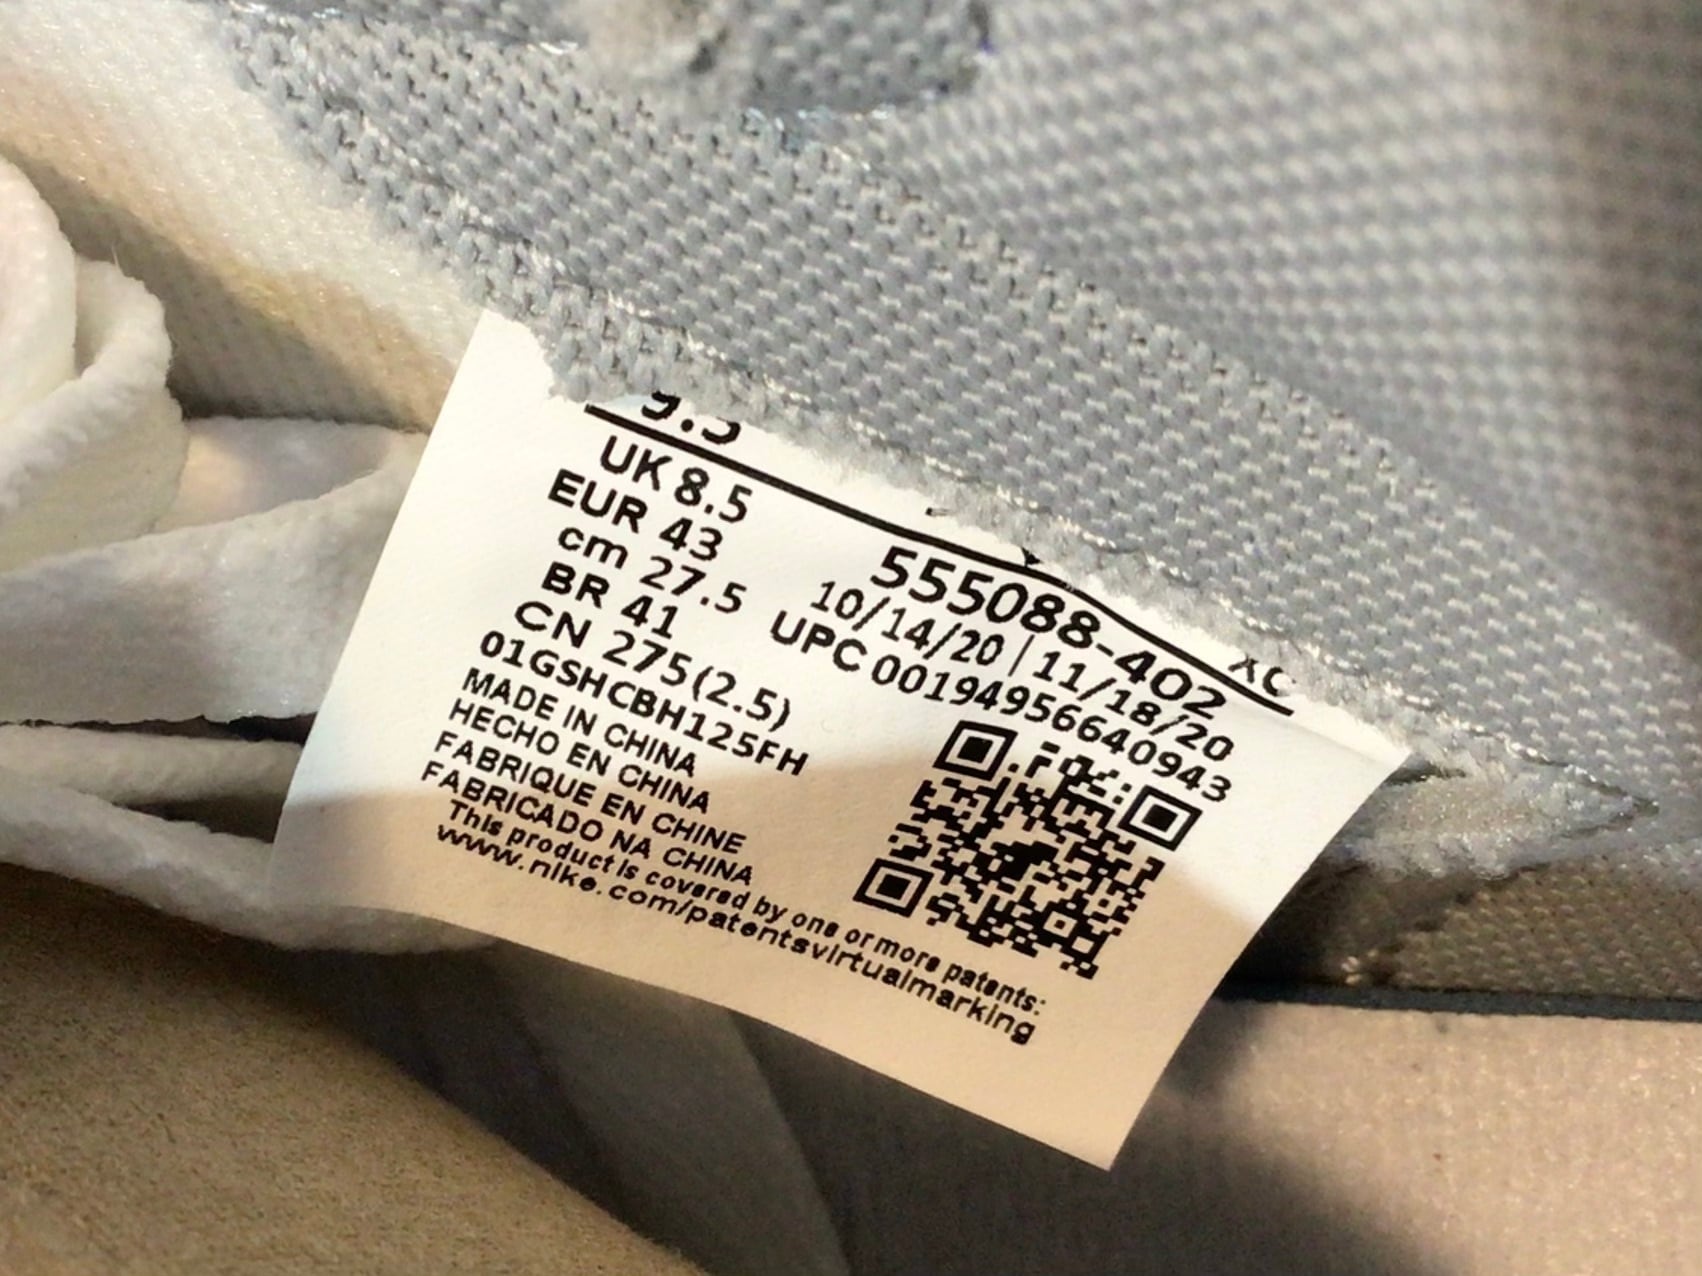 9.5
UK 8.5
EUR 43
cm 27.5
BR 41
CN 275(2.5)
01GSHCBH125FH
MADE IN CHINA
HECHO EN CHINA
FABRIQUE EN CHINE
FABRICADO NA CHINA
This product is covered by one or more patents:
www.nike.com/patentsvirtualmarking
555088-402
10/14/20 | 11/18/20
UPC 00194956640943